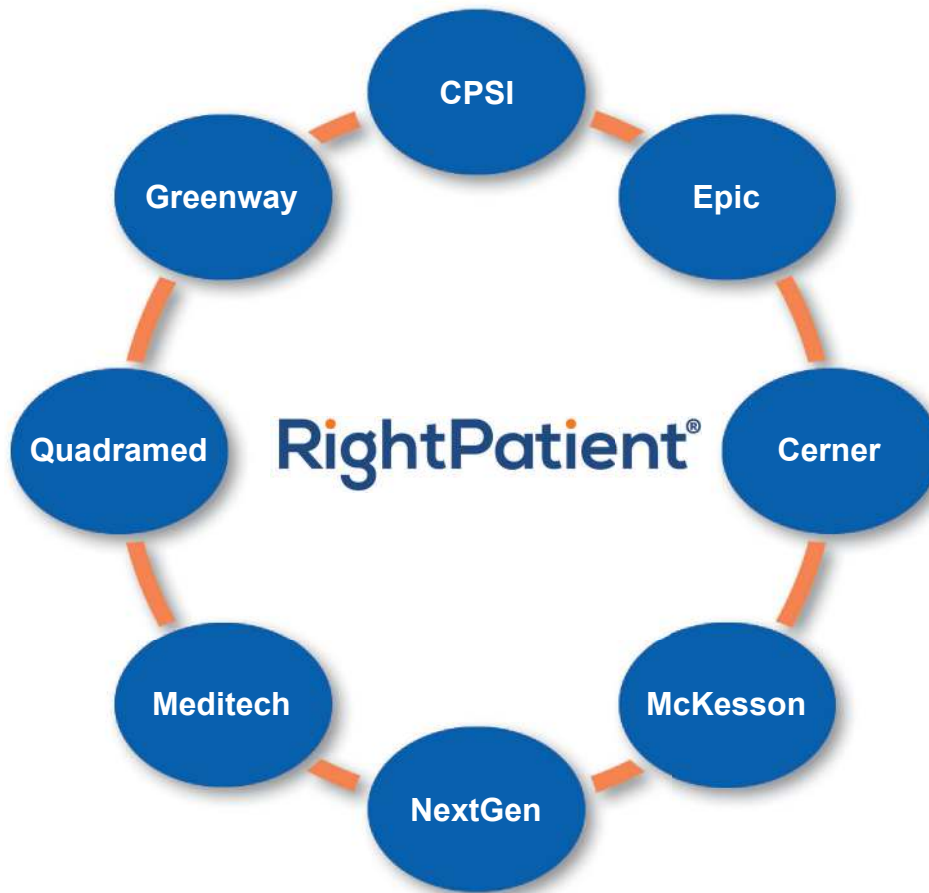 CPSI
Greenway
Epic
Quadramed
RightPatient®
Cerner
Meditech
McKesson
NextGen